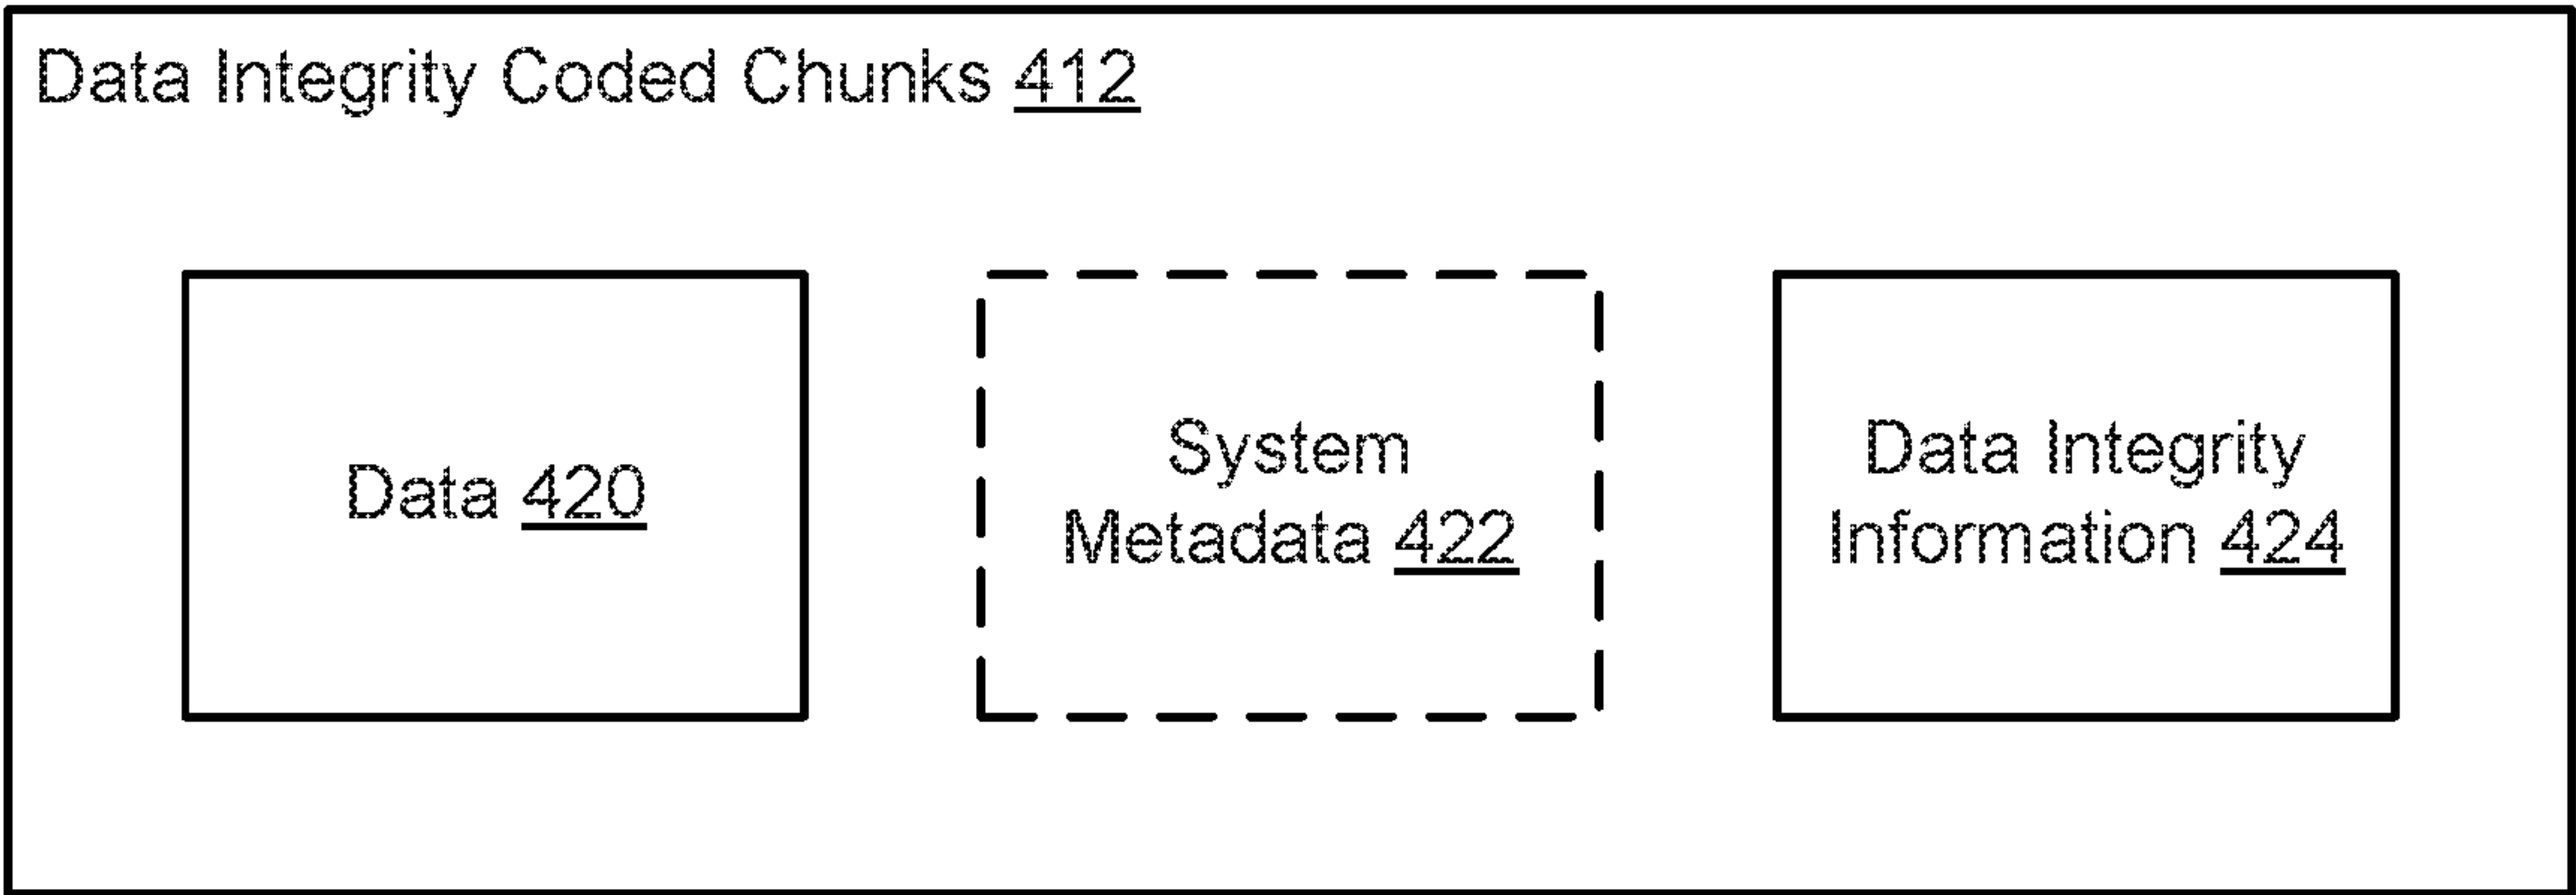 Data Integrity Coded Chunks 412
Data 420
System
Metadata 422
Data Integrity
Information 424